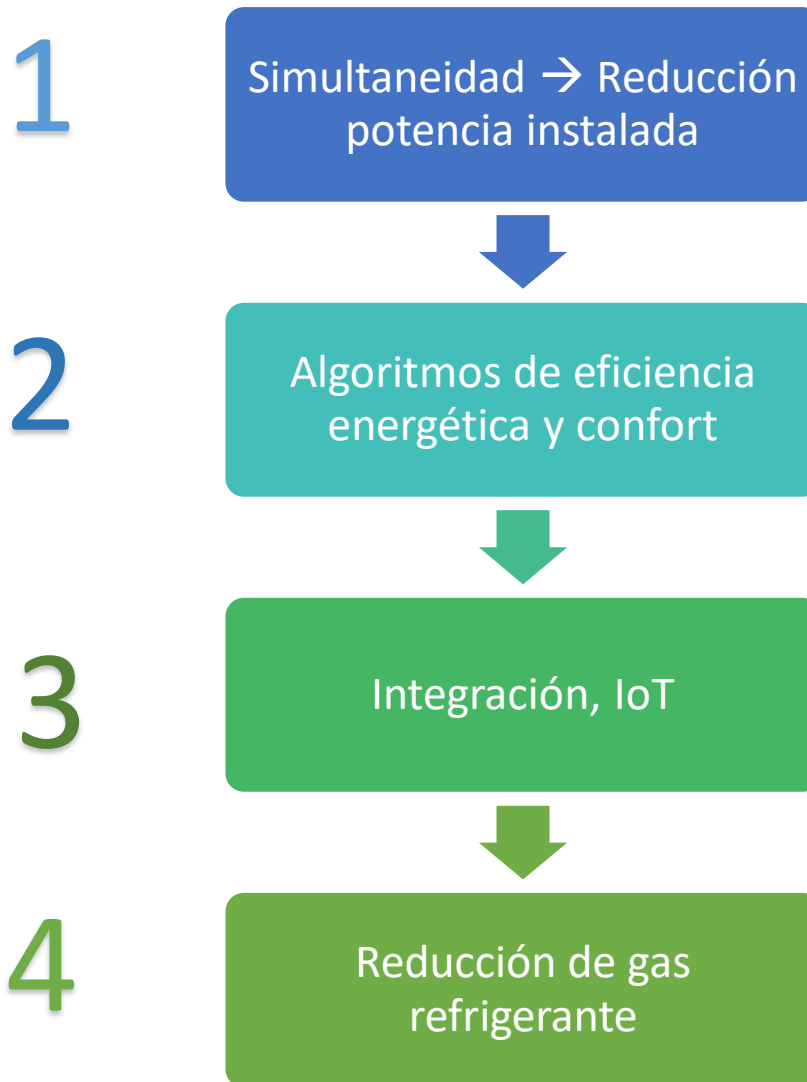 1
Simultaneidad → Reducción
potencia instalada
2
Algoritmos de eficiencia
energética y confort
3
Integración, IoT
4
Reducción de gas
refrigerante